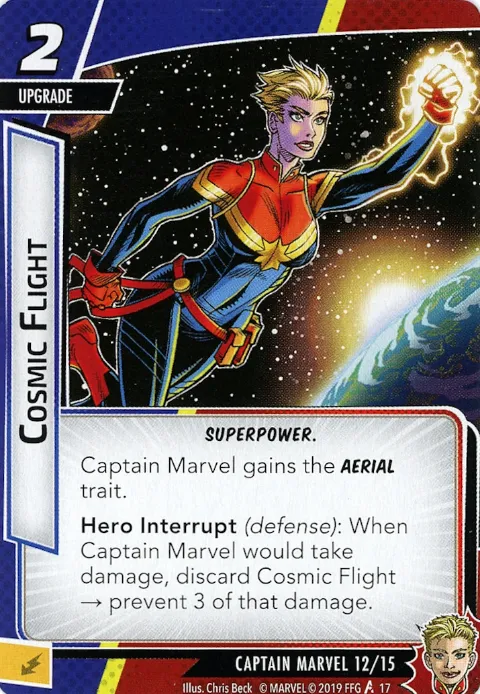 2
UPGRADE
COSMIC FLIGHT
SUPERPOWER.
Captain Marvel gains the AERIAL
trait.
Hero Interrupt (defense): When
Captain Marvel would take
damage, discard Cosmic Flight
→ prevent 3 of that damage.
CAPTAIN MARVEL 12/15
Illus. Chris Beck © MARVEL © 2019 FFG 17